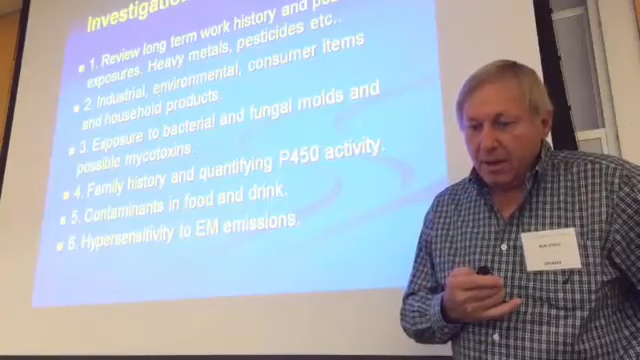 Investigation
1. Review long term work history and
exposures. Heavy metals, pesticides etc..
2. Industrial, environmental, consumer items
and household products.
3. Exposure to bacterial and fungal molds and
possible mycotoxins.
4. Family history and quantifying P450 activity.
5. Contaminants in food and drink.
6. Hypersensitivity to EM emissions.
SPEAKER